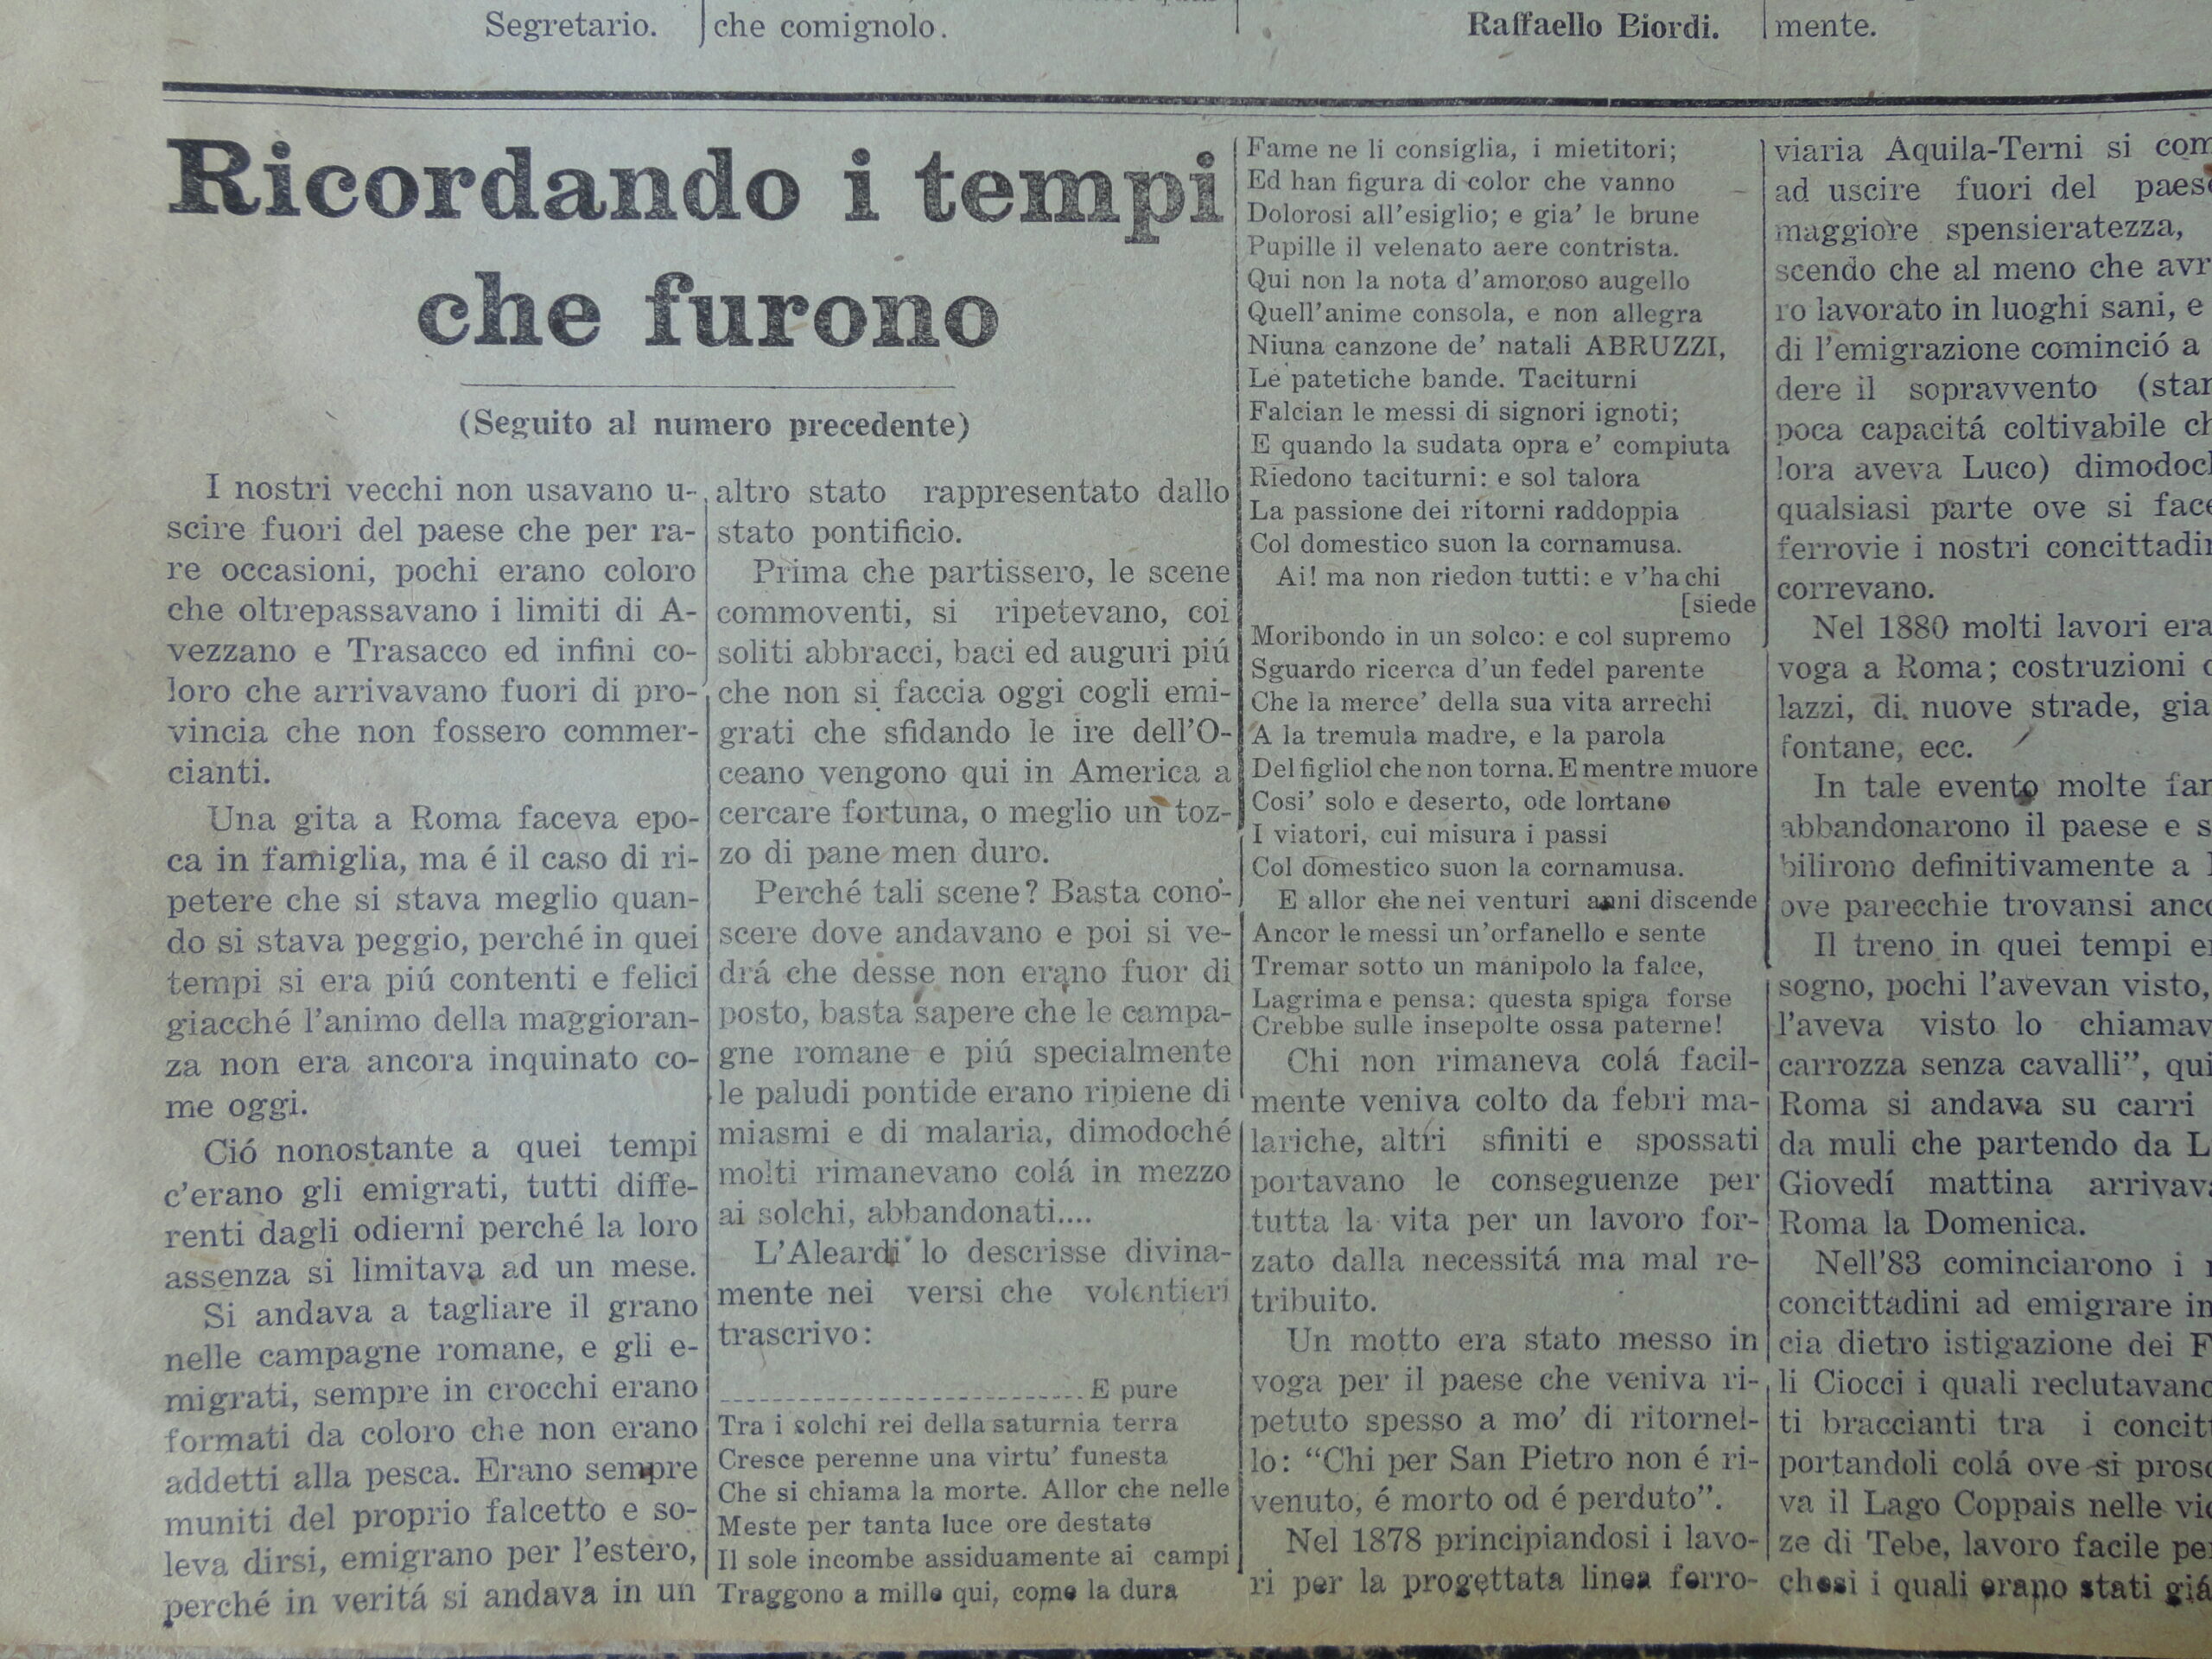 Segretario.
che comignolo.
Raffaello Biordi.
mente.
Ricordando i tempi
che furono
(Seguito al numero precedente)
I nostri vecchi non usavano u-
scire fuori del paese che per ra-
re occasioni, pochi erano coloro
che oltrepassavano i limiti di A-
vezzano e Trasacco ed infini co-
loro che arrivavano fuori di pro-
vincia che non fossero commer-
cianti.
Una gita a Roma faceva epo-
ca in famiglia, ma é il caso di ri-
petere che si stava meglio quan-
do si stava peggio, perché in quei
tempi si era piú contenti e felici
giacché l'animo della maggioran-
za non era ancora inquinato co-
me oggi.
Ció nonostante a quei tempi
c'erano gli emigrati, tutti diffe-
renti dagli odierni perché la loro
assenza si limitava ad un mese.
Si andava a tagliare il grano
nelle campagne romane, e gli e-
migrati, sempre in crocchi erano
formati da coloro che non erano
addetti alla pesca. Erano sempre
muniti del proprio falcetto e so-
leva dirsi, emigrano per l'estero,
perché in veritá si andava in un
altro stato rappresentato dallo
stato pontificio.
Prima che partissero, le scene
commoventi, si ripetevano, coi
soliti abbracci, baci ed auguri piú
che non si faccia oggi cogli emi-
grati che sfidando le ire dell'O-
ceano vengono qui in America a
cercare fortuna, o meglio un toz-
zo di pane men duro.
Perché tali scene? Basta cono-
scere dove andavano e poi si ve-
drá che desse non erano fuor di
posto, basta sapere che le campa-
gne romane e piú specialmente
le paludi pontide erano ripiene di
miasmi e di malaria, dimodoché
molti rimanevano colá in mezzo
ai solchi, abbandonati....
L'Aleardi lo descrisse divina-
mente nei versi che volentieri
trascrivo:
............................ E pure
Tra i solchi rei della saturnia terra
Cresce perenne una virtu' funesta
Che si chiama la morte. Allor che nelle
Meste per tanta luce ore destate
Il sole incombe assiduamente ai campi
Traggono a mille qui, come la dura
Fame ne li consiglia, i mietitori;
Ed han figura di color che vanno
Dolorosi all'esiglio; e gia' le brune
Pupille il velenato aere contrista.
Qui non la nota d'amoroso augello
Quell'anime consola, e non allegra
Niuna canzone de' natali ABRUZZI,
Le patetiche bande. Taciturni
Falcian le messi di signori ignoti;
E quando la sudata opra e' compiuta
Riedono taciturni: e sol talora
La passione dei ritorni raddoppia
Col domestico suon la cornamusa.
Ai! ma non riedon tutti: e v'ha chi
[siede
Moribondo in un solco: e col supremo
Sguardo ricerca d'un fedel parente
Che la merce' della sua vita arrechi
A la tremula madre, e la parola
Del figliol che non torna. E mentre muore
Cosi' solo e deserto, ode lontano
I viatori, cui misura i passi
Col domestico suon la cornamusa.
E allor che nei venturi anni discende
Ancor le messi un'orfanello e sente
Tremar sotto un manipolo la falce,
Lagrima e pensa: questa spiga forse
Crebbe sulle insepolte ossa paterne!
Chi non rimaneva colá facil-
mente veniva colto da febri ma-
lariche, altri sfiniti e spossati
portavano le conseguenze per
tutta la vita per un lavoro for-
zato dalla necessitá ma mal re-
tribuito.
Un motto era stato messo in
voga per il paese che veniva ri-
petuto spesso a mo' di ritornel-
lo: "Chi per San Pietro non é ri-
venuto, é morto od é perduto".
Nel 1878 principiandosi i lavo-
ri per la progettata linea ferro-
viaria Aquila-Terni si com
ad uscire fuori del paes
maggiore spensieratezza,
scendo che al meno che avr
ro lavorato in luoghi sani, e
di l'emigrazione cominció a
dere il sopravvento (star
poca capacitá coltivabile ch
lora aveva Luco) dimodoc
qualsiasi parte ove si face
ferrovie i nostri concittadi
correvano.
Nel 1880 molti lavori era
voga a Roma; costruzioni
lazzi, di nuove strade, gia
fontane, ecc.
In tale evento molte fa
abbandonarono il paese e s
bilirono definitivamente a
ove parecchie trovansi anc
Il treno in quei tempi e
sogno, pochi l'avevan visto,
l'aveva visto lo chiamav
carrozza senza cavalli", qui
Roma si andava su carri
da muli che partendo da L
Giovedí mattina arrivav
Roma la Domenica.
Nell'83 cominciarono i
concittadini ad emigrare in
cia dietro istigazione dei F
li Ciocci i quali reclutavano
ti braccianti tra i concit
portandoli colá ove si prosc
va il Lago Coppais nelle vic
ze di Tebe, lavoro facile pe
chesi i quali erano stati giá